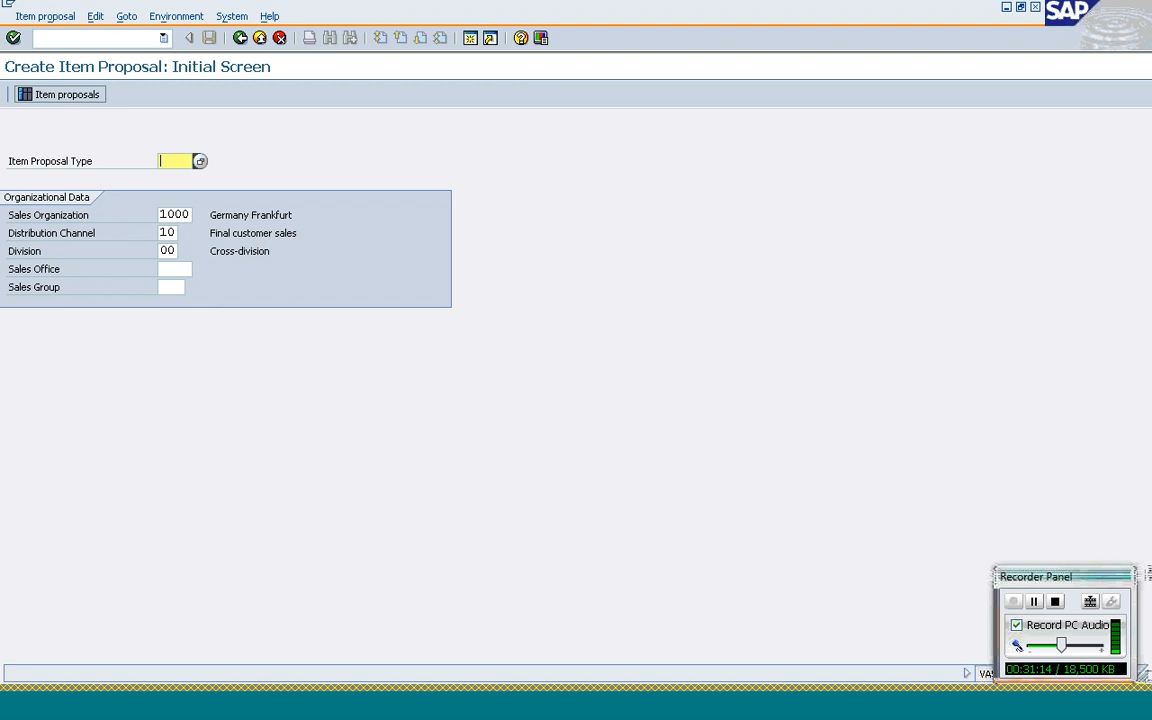 Item proposal Edit Goto Environment System Help
SAP
Create Item Proposal: Initial Screen
Item proposals
Item Proposal Type
Organizational Data
Sales Organization 1000 Germany Frankfurt
Distribution Channel 10 Final customer sales
Division 00 Cross-division
Sales Office
Sales Group
Recorder Panel
Record PC Audio
00:31:14 / 18,500 KB